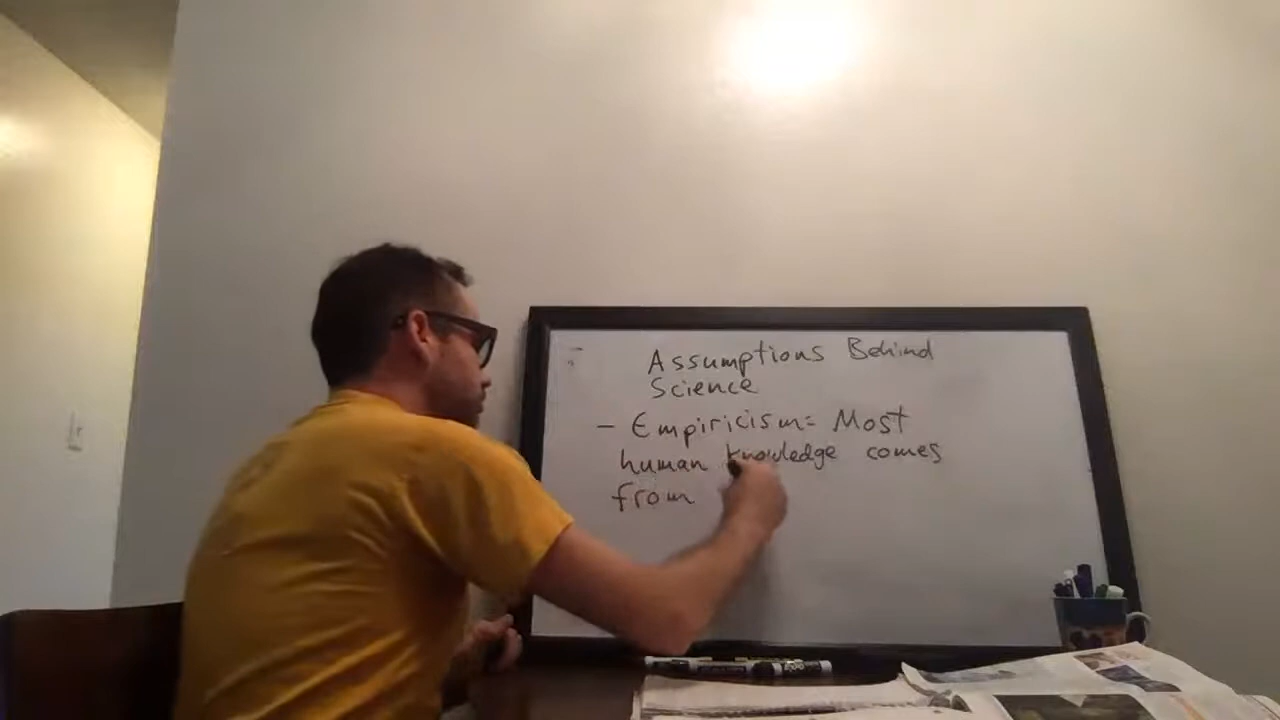 Assumptions Behind
Science
- Empiricism= Most
human knowledge comes
from